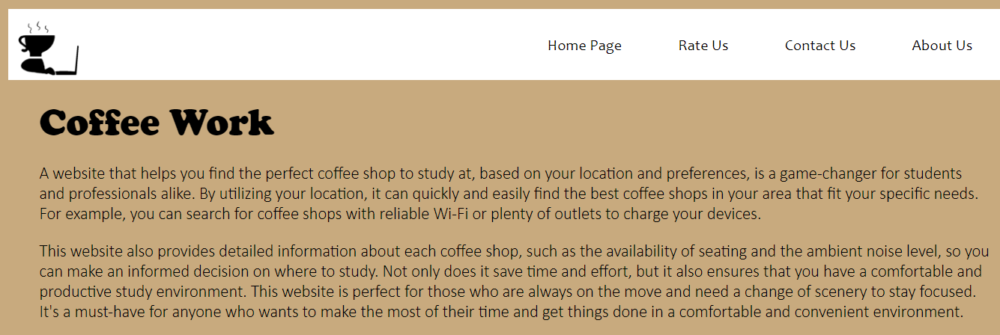 Home Page Rate Us Contact Us About Us
Coffee Work
A website that helps you find the perfect coffee shop to study at, based on your location and preferences, is a game-changer for students
and professionals alike. By utilizing your location, it can quickly and easily find the best coffee shops in your area that fit your specific needs.
For example, you can search for coffee shops with reliable Wi-Fi or plenty of outlets to charge your devices.
This website also provides detailed information about each coffee shop, such as the availability of seating and the ambient noise level, so you
can make an informed decision on where to study. Not only does it save time and effort, but it also ensures that you have a comfortable and
productive study environment. This website is perfect for those who are always on the move and need a change of scenery to stay focused.
It's a must-have for anyone who wants to make the most of their time and get things done in a comfortable and convenient environment.